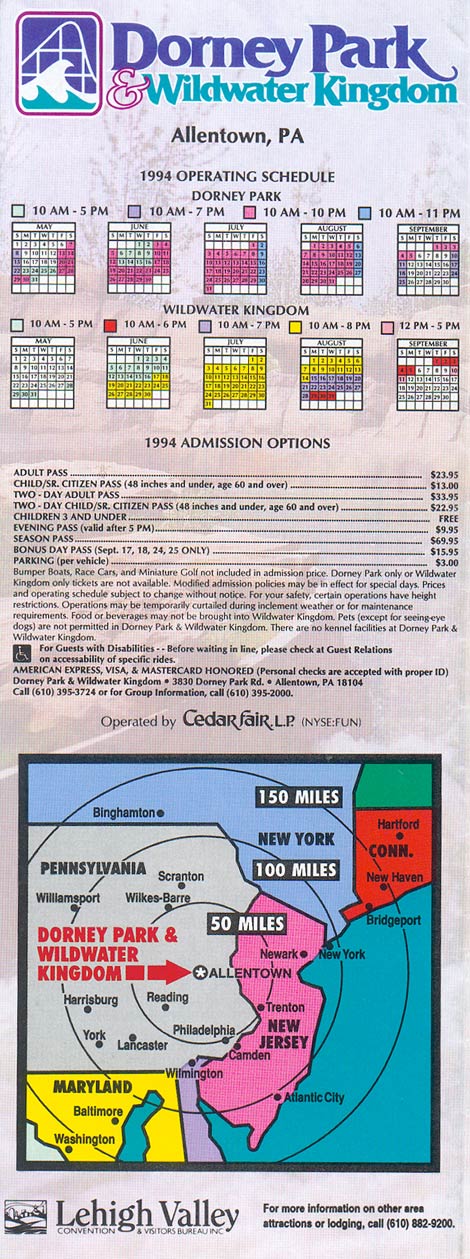 Dorney Park
& Wildwater Kingdom
Allentown, PA
1994 OPERATING SCHEDULE
DORNEY PARK
10 AM - 5 PM 10 AM - 7 PM 10 AM - 10 PM 10 AM - 11 PM
MAY JUNE JULY AUGUST SEPTEMBER
WILDWATER KINGDOM
10 AM - 5 PM 10 AM - 6 PM 10 AM - 7 PM 10 AM - 8 PM 12 PM - 5 PM
MAY JUNE JULY AUGUST SEPTEMBER
1994 ADMISSION OPTIONS
ADULT PASS $23.95
CHILD/SR. CITIZEN PASS (48 inches and under, age 60 and over) $13.00
TWO - DAY ADULT PASS $33.95
TWO - DAY CHILD/SR. CITIZEN PASS (48 inches and under, age 60 and over) $22.95
CHILDREN 3 AND UNDER FREE
EVENING PASS (valid after 5 PM) $9.95
SEASON PASS $69.95
BONUS DAY PASS (Sept. 17, 18, 24, 25 ONLY) $15.95
PARKING (per vehicle) $3.00
Bumper Boats, Race Cars, and Miniature Golf not included in admission price. Dorney Park only or Wildwater
Kingdom only tickets are not available. Modified admission policies may be in effect for special days. Prices
and operating schedule subject to change without notice. For your safety, certain operations have height
restrictions. Operations may be temporarily curtailed during inclement weather or for maintenance
requirements. Food or beverages may not be brought into Wildwater Kingdom. Pets (except for seeing-eye
dogs) are not permitted in Dorney Park & Wildwater Kingdom. There are no kennel facilities at Dorney Park &
Wildwater Kingdom.
For Guests with Disabilities - - Before waiting in line, please check at Guest Relations
on accessability of specific rides.
AMERICAN EXPRESS, VISA, & MASTERCARD HONORED (Personal checks are accepted with proper ID)
Dorney Park & Wildwater Kingdom • 3830 Dorney Park Rd. • Allentown, PA 18104
Call (610) 395-3724 or for Group Information, call (610) 395-2000.
Operated by Cedar Fair, L.P. (NYSE:FUN)
150 MILES
Binghamton
Hartford
NEW YORK
CONN.
100 MILES
PENNSYLVANIA
Scranton
New Haven
Williamsport
Wilkes-Barre
Bridgeport
50 MILES
DORNEY PARK &
WILDWATER
KINGDOM
Newark
New York
ALLENTOWN
Harrisburg
Reading
Trenton
York
Lancaster
Philadelphia
NEW
JERSEY
Camden
Wilmington
MARYLAND
Atlantic City
Baltimore
Washington
Lehigh Valley
CONVENTION & VISITORS BUREAU INC
For more information on other area
attractions or lodging, call (610) 882-9200.